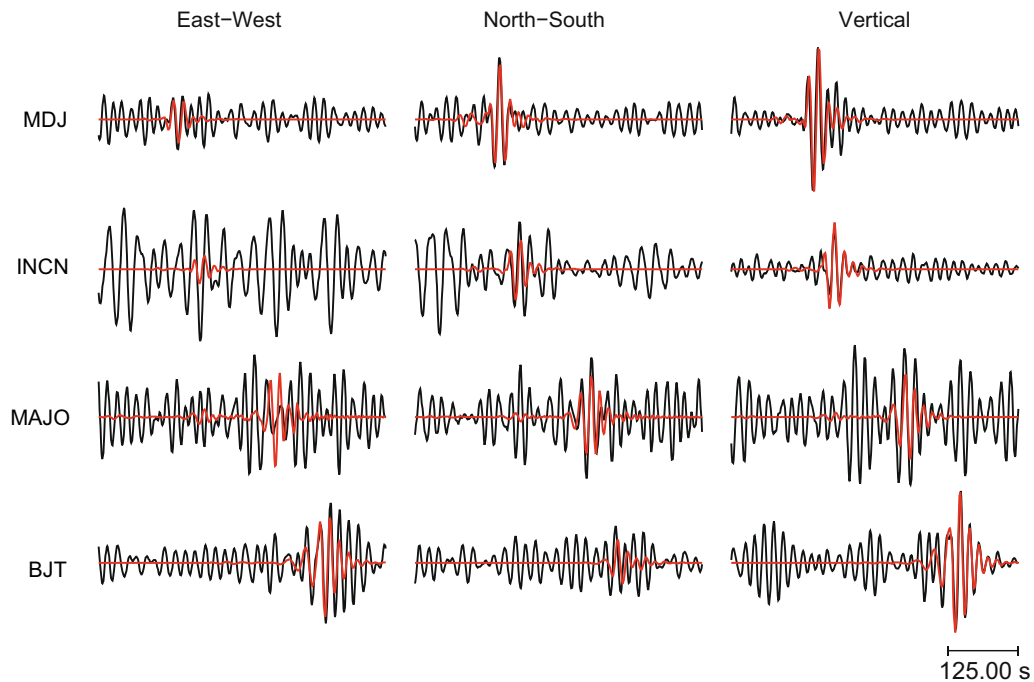 East−West North−South Vertical
MDJ
INCN
MAJO
BJT
125.00 s